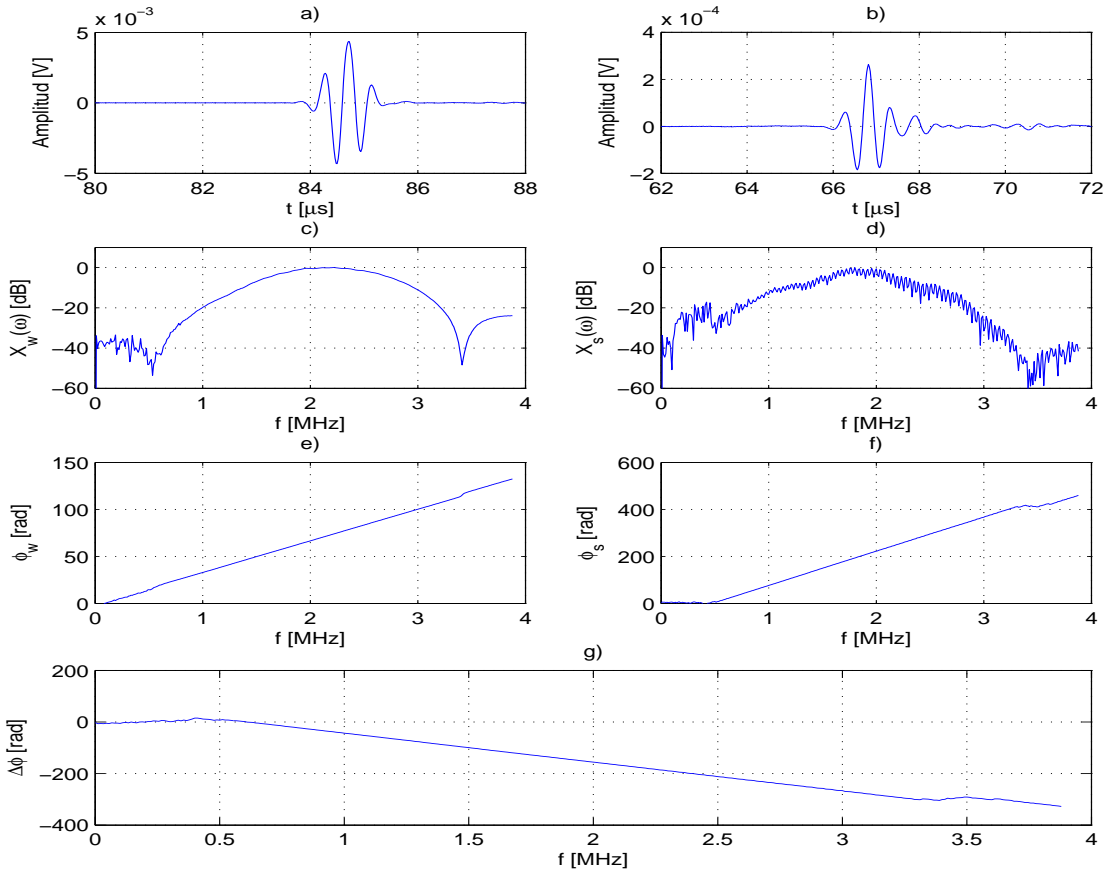 a)
x 10⁻³
5
0
−5
Amplitud [V]
80 82 84 86 88
t [μs]
b)
x 10⁻⁴
4
2
0
−2
Amplitud [V]
62 64 66 68 70 72
t [μs]
c)
0
−20
−40
−60
X_w(ω) [dB]
0 1 2 3 4
f [MHz]
d)
0
−20
−40
−60
X_s(ω) [dB]
0 1 2 3 4
f [MHz]
e)
150
100
50
0
ϕ_w [rad]
0 1 2 3 4
f [MHz]
f)
600
400
200
0
ϕ_s [rad]
0 1 2 3 4
f [MHz]
g)
200
0
−200
−400
Δϕ [rad]
0 0.5 1 1.5 2 2.5 3 3.5 4
f [MHz]